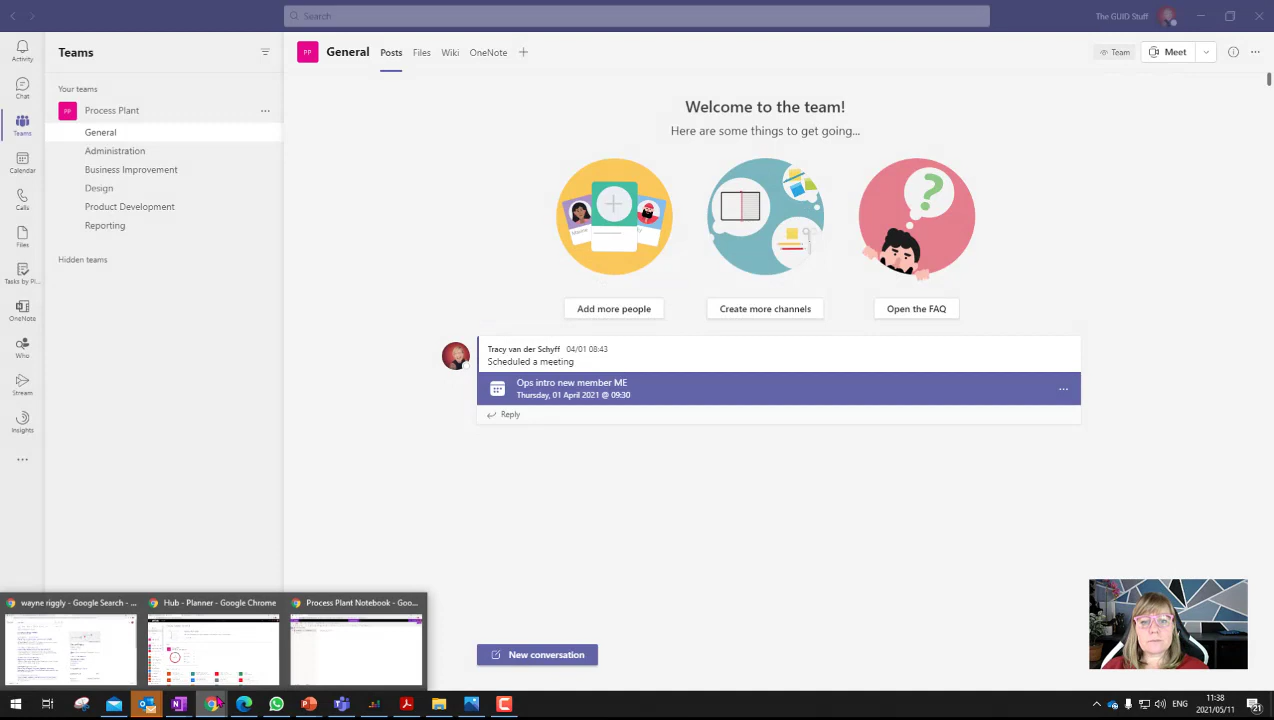 Search
The GUID Stuff
Activity
Chat
Teams
Calendar
Calls
Files
Tasks by Pl...
OneNote
Who
Stream
Insights
Teams
Your teams
PP Process Plant
General
Administration
Business Improvement
Design
Product Development
Reporting
Hidden teams
PP General Posts Files Wiki OneNote
Team Meet
Welcome to the team!
Here are some things to get going...
Add more people Create more channels Open the FAQ
Tracy van der Schyff 04/01 08:43
Scheduled a meeting
Ops intro new member ME
Thursday, 01 April 2021 @ 09:30
Reply
New conversation
wayne riggly - Google Search - ... Hub - Planner - Google Chrome Process Plant Notebook - Goo...
ENG 11:38
2021/05/11
21